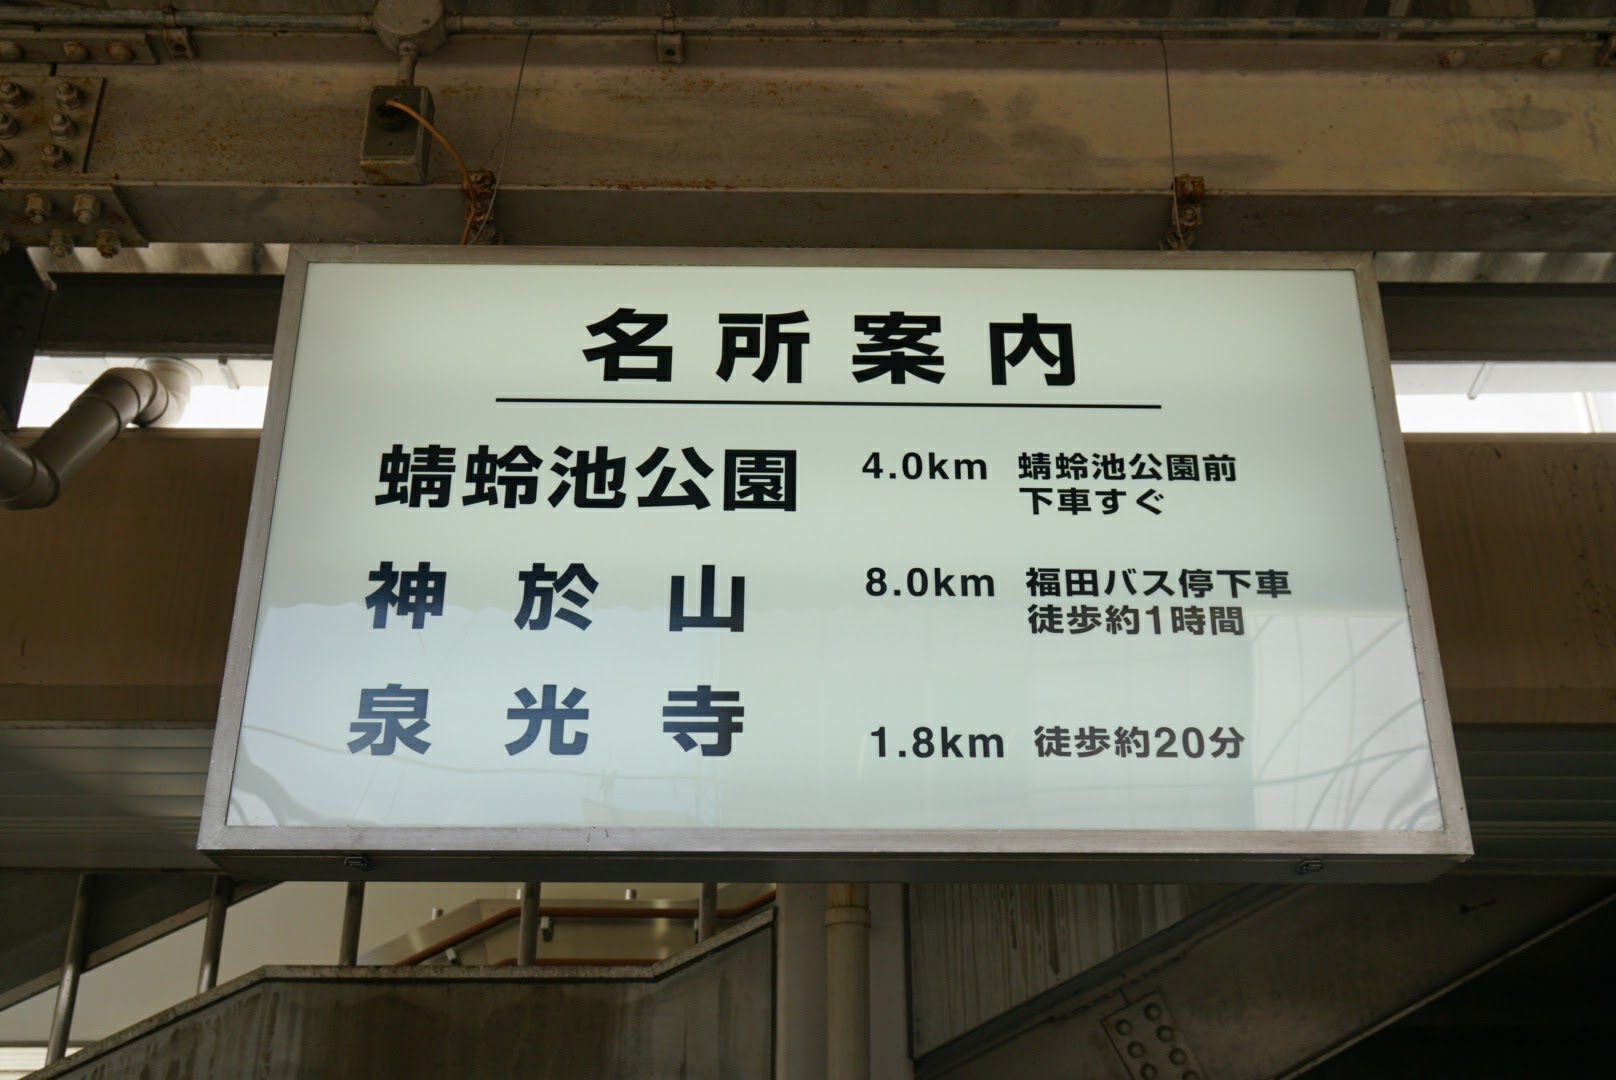 名所案内
蜻蛉池公園 4.0km 蜻蛉池公園前
下車すぐ
神於山 8.0km 福田バス停下車
徒歩約1時間
泉光寺 1.8km 徒歩約20分